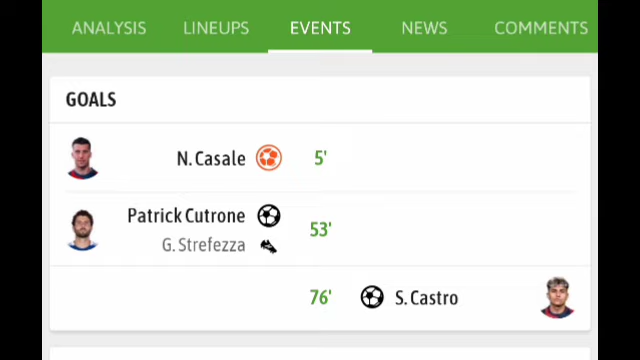 ANALYSIS LINEUPS EVENTS NEWS COMMENTS
GOALS
N. Casale 5'
Patrick Cutrone
G. Strefezza
53'
76' S. Castro